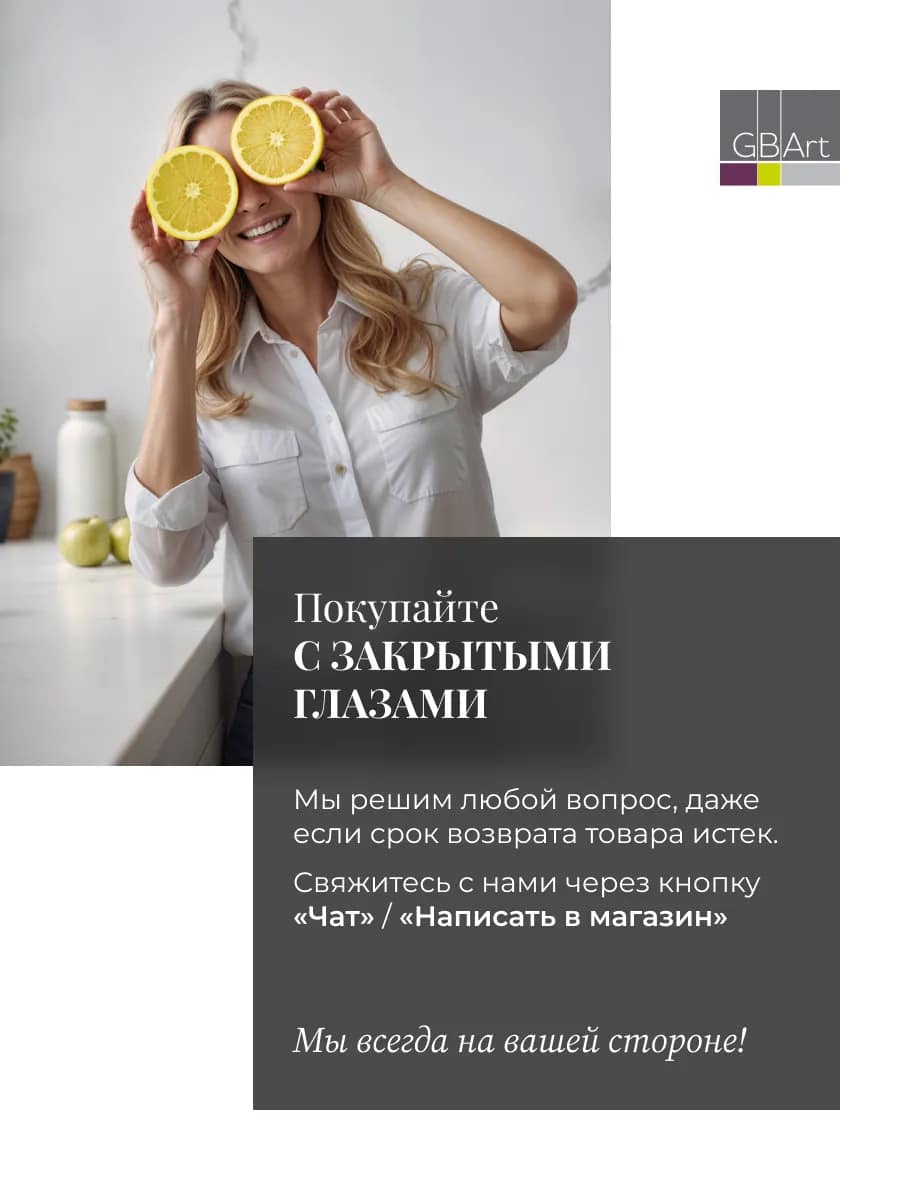 GBArt
Покупайте
С ЗАКРЫТЫМИ
ГЛАЗАМИ
Мы решим любой вопрос, даже
если срок возврата товара истек.
Свяжитесь с нами через кнопку
«Чат» / «Написать в магазин»
Мы всегда на вашей стороне!